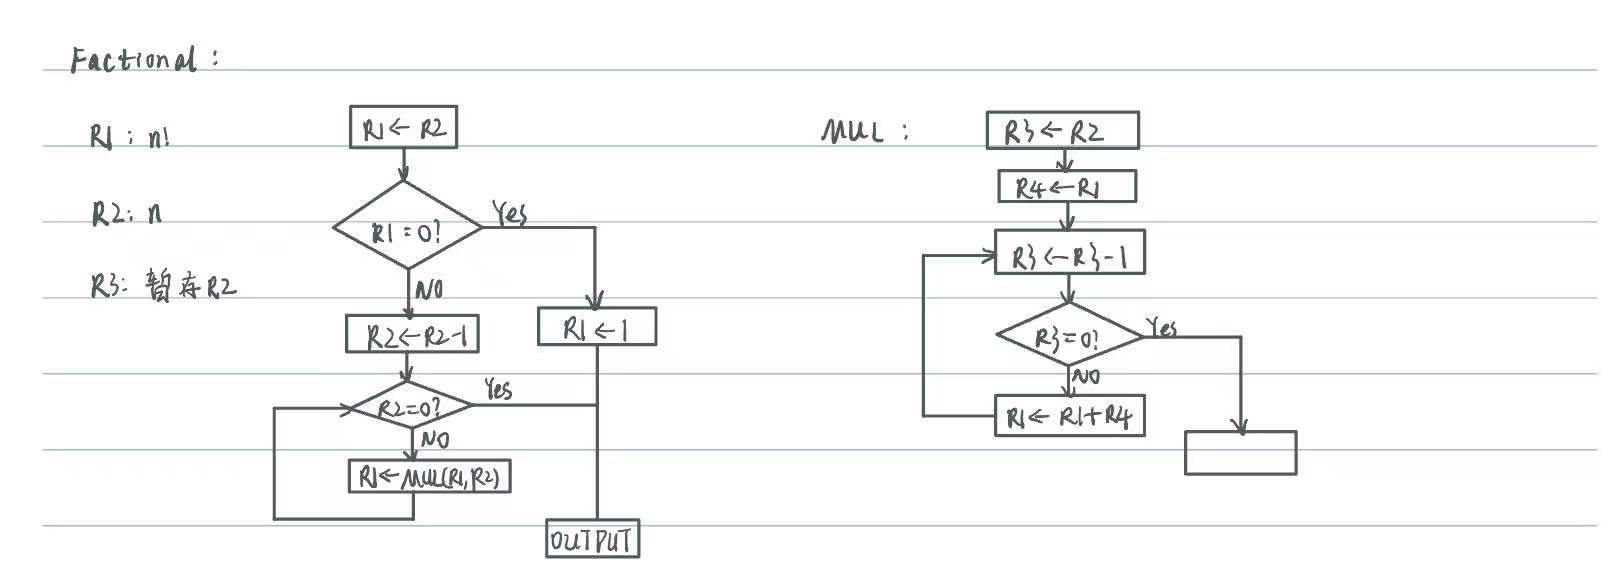 Factional:
R1: n!
R2: n
R3: 暂存R2
R1 ← R2
R1=0?
Yes
NO
R2←R2-1
R1 ← 1
R2=0?
Yes
NO
R1←MUL(R1,R2)
OUTPUT
MUL:
R3 ← R2
R4 ←R1
R3 ←R3-1
R3=0?
Yes
NO
R1← R1+R4